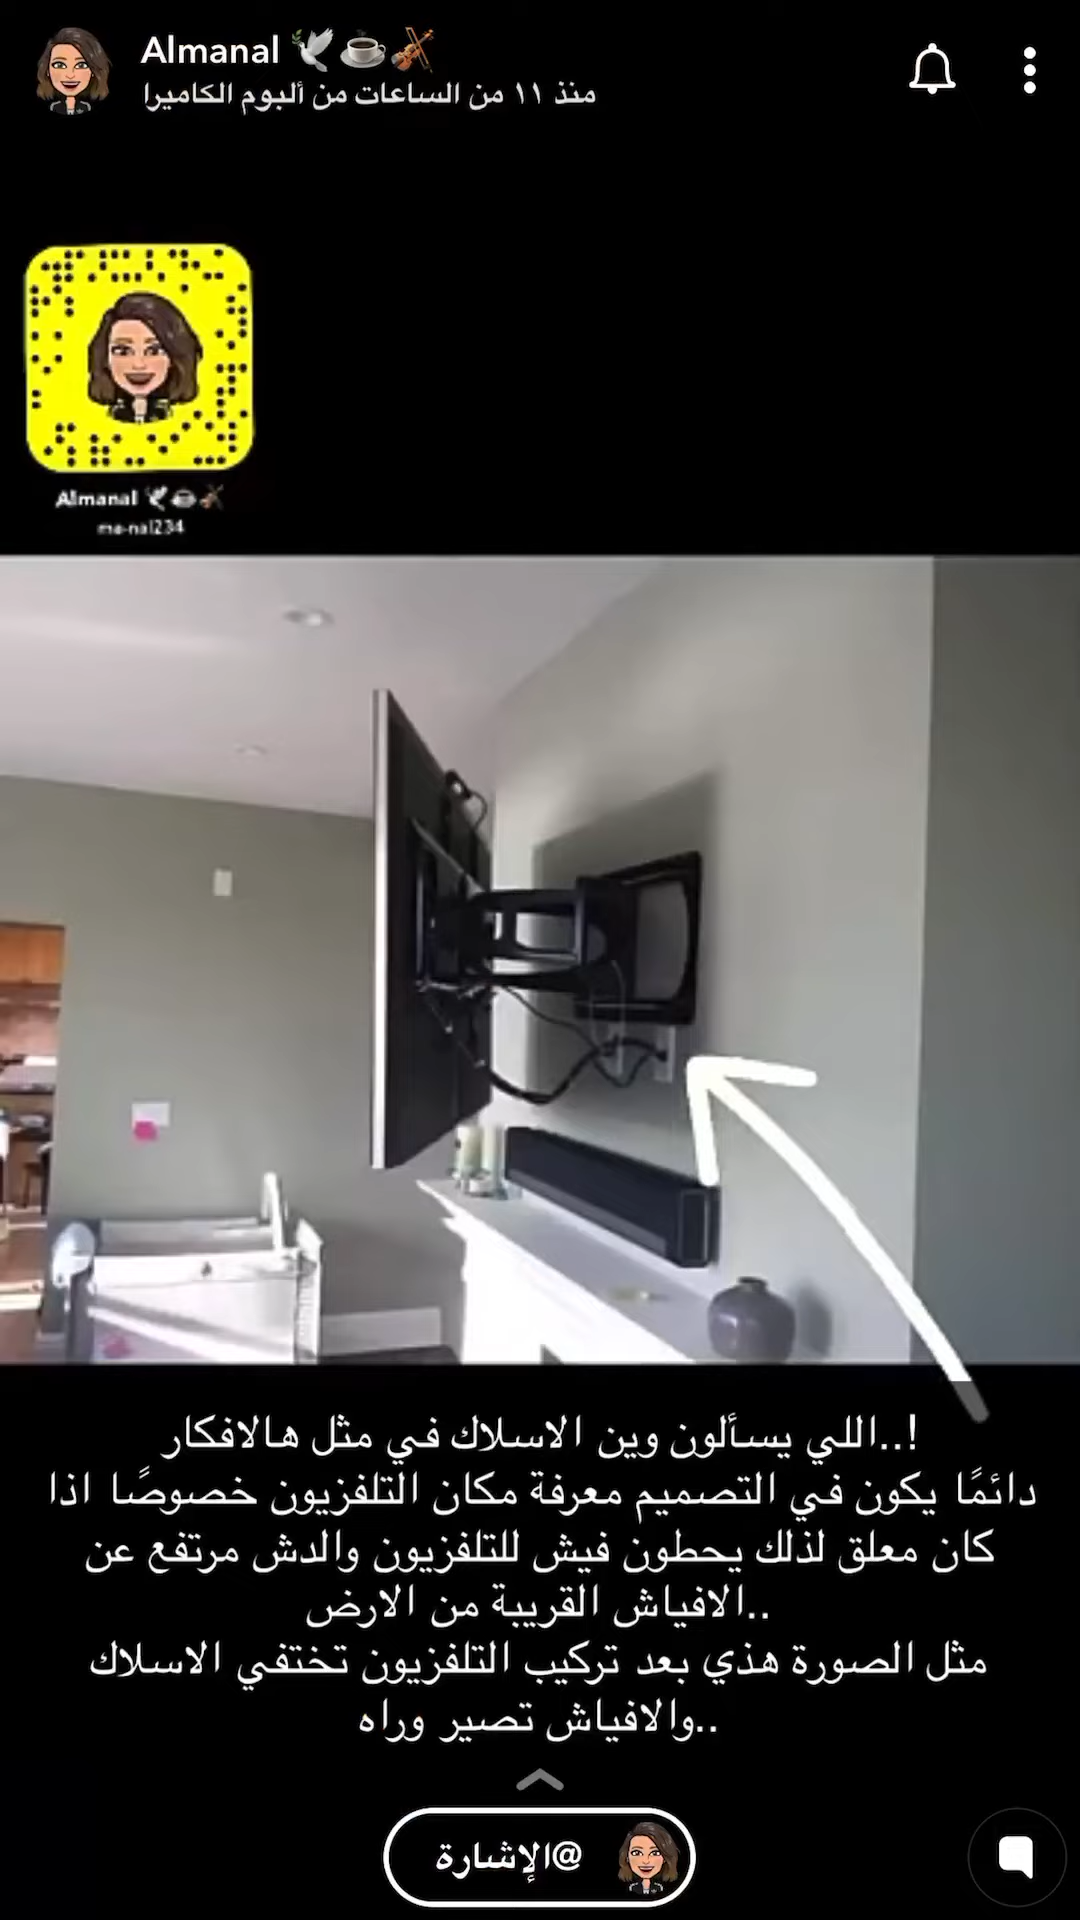 Almanal 🕊️☕🎻
منذ ١١ من الساعات من ألبوم الكاميرا
Almanal 🕊️☕🎻
ma-nal234
اللي يسألون وين الاسلاك في مثل هالافكار..!
دائمًا يكون في التصميم معرفة مكان التلفزيون خصوصًا اذا
كان معلق لذلك يحطون فيش للتلفزيون والدش مرتفع عن
الافياش القريبة من الارض..
مثل الصورة هذي بعد تركيب التلفزيون تختفي الاسلاك
والافياش تصير وراه..
@الإشارة